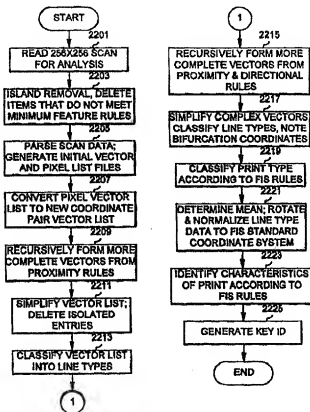 START
2201
READ 256X256 SCAN
FOR ANALYSIS
2203
ISLAND REMOVAL, DELETE
ITEMS THAT DO NOT MEET
MINIMUM FEATURE RULES
2205
PARSE SCAN DATA;
GENERATE INITIAL VECTOR
AND PIXEL LIST FILES
2207
CONVERT PIXEL VECTOR
LIST TO NEW COORDINATE
PAIR VECTOR LIST
2209
RECURSIVELY FORM MORE
COMPLETE VECTORS FROM
PROXIMITY RULES
2211
SIMPLIFY VECTOR LIST;
DELETE ISOLATED
ENTRIES
2213
CLASSIFY VECTOR LIST
INTO LINE TYPES
1
1
2215
RECURSIVELY FORM MORE
COMPLETE VECTORS FROM
PROXIMITY & DIRECTIONAL
RULES
2217
SIMPLIFY COMPLEX VECTORS
CLASSIFY LINE TYPES, NOTE
BIFURCATION COORDINATES
2219
CLASSIFY PRINT TYPE
ACCORDING TO FIS RULES
2221
DETERMINE MEAN; ROTATE
& NORMALIZE LINE TYPE
DATA TO FIS STANDARD
COORDINATE SYSTEM
2223
IDENTIFY CHARACTERISTICS
OF PRINT ACCORDING TO
FIS RULES
2225
GENERATE KEY ID
END